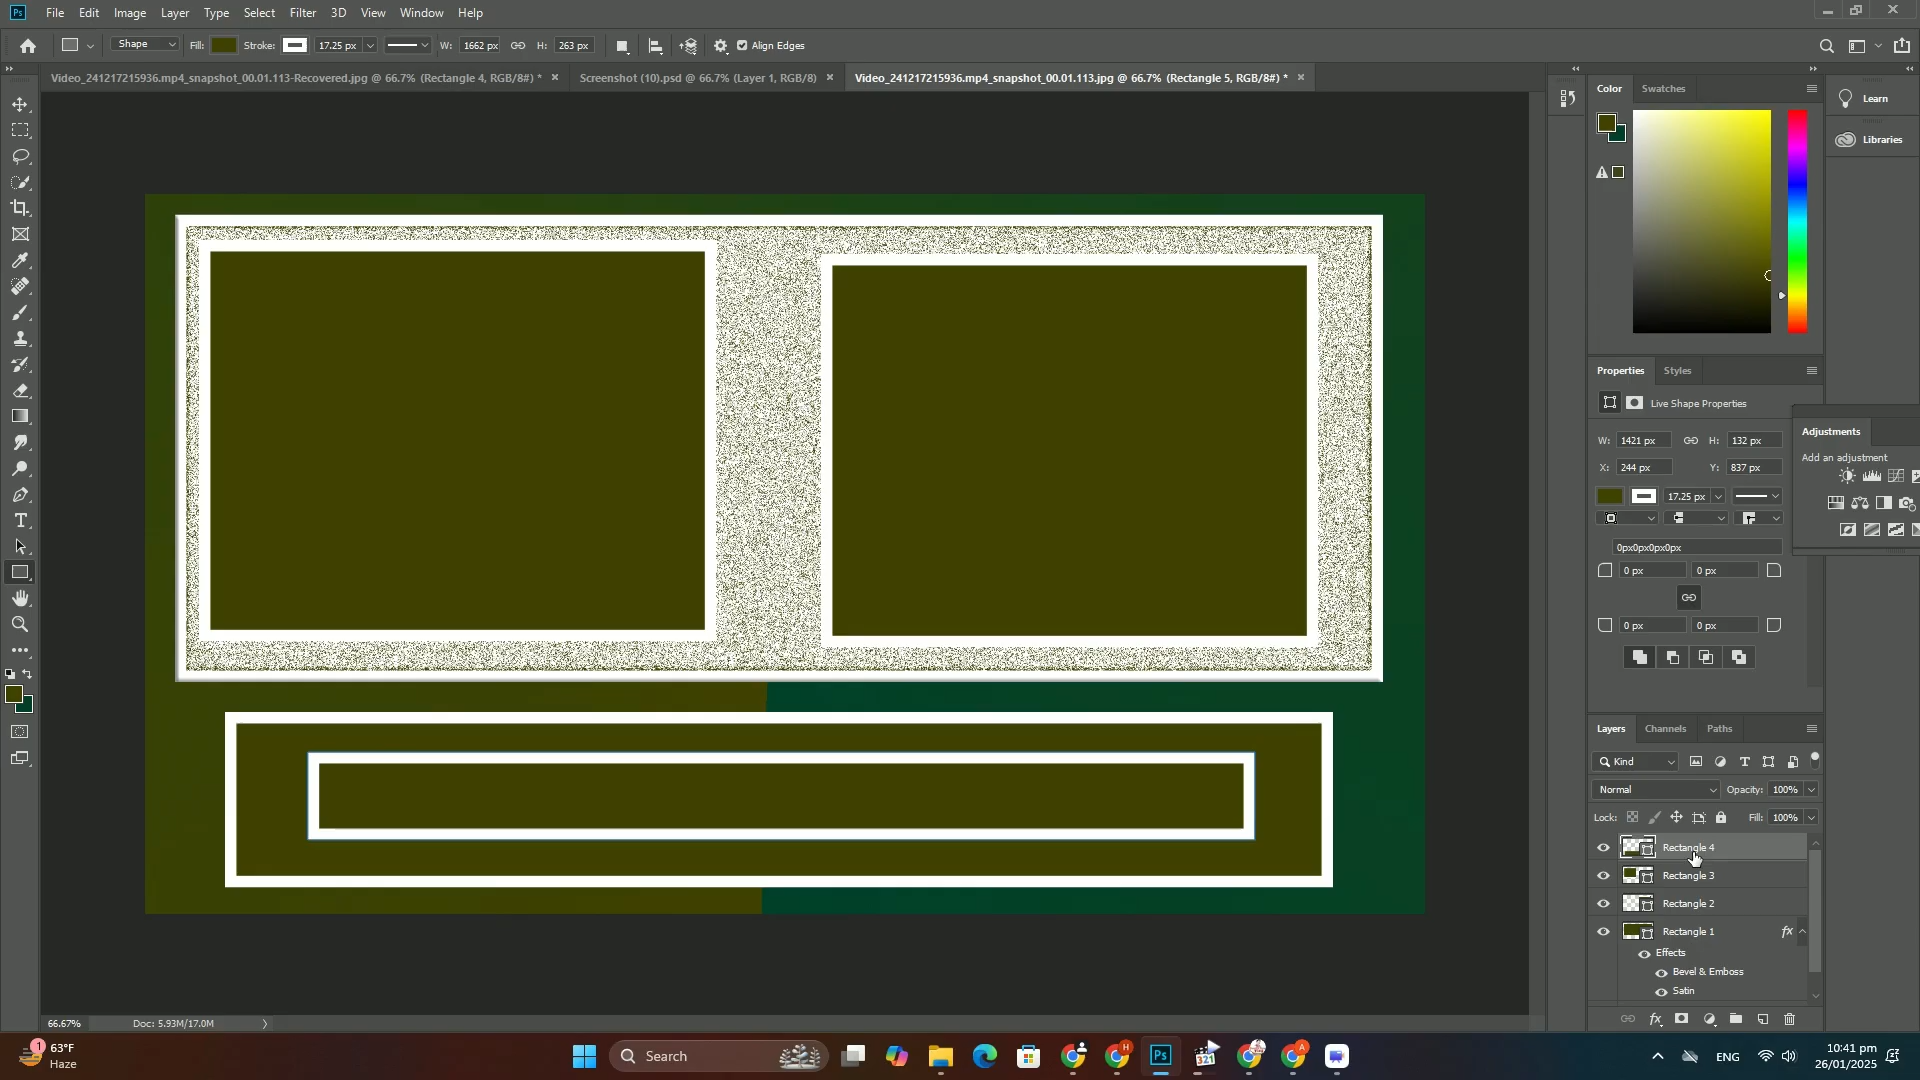 Ps File Edit Image Layer Type Select Filter 3D View Window Help
Shape Fill: Stroke: 17.25 px W: 1662 px H: 263 px Align Edges
Video_241217215936.mp4_snapshot_00.01.113-Recovered.jpg @ 66.7% (Rectangle 4, RGB/8#) * × Screenshot (10).psd @ 66.7% (Layer 1, RGB/8) × Video_241217215936.mp4_snapshot_00.01.113.jpg @ 66.7% (Rectangle 5, RGB/8#) * ×
Color Swatches
Learn
Libraries
Properties Styles
Live Shape Properties
Adjustments
W: 1421 px H: 132 px
Add an adjustment
X: 244 px Y: 837 px
17.25 px
0px0px0px0px
0 px 0 px
0 px 0 px
Layers Channels Paths
Kind
Normal Opacity: 100%
Lock: Fill: 100%
Rectangle 4
Rectangle 3
Rectangle 2
Rectangle 1 fx
Effects
Bevel & Emboss
Satin
66.67% Doc: 5.93M/17.0M
1 63°F
Haze
Search
H
Ps
321
A
ENG
10:41 pm
26/01/2025